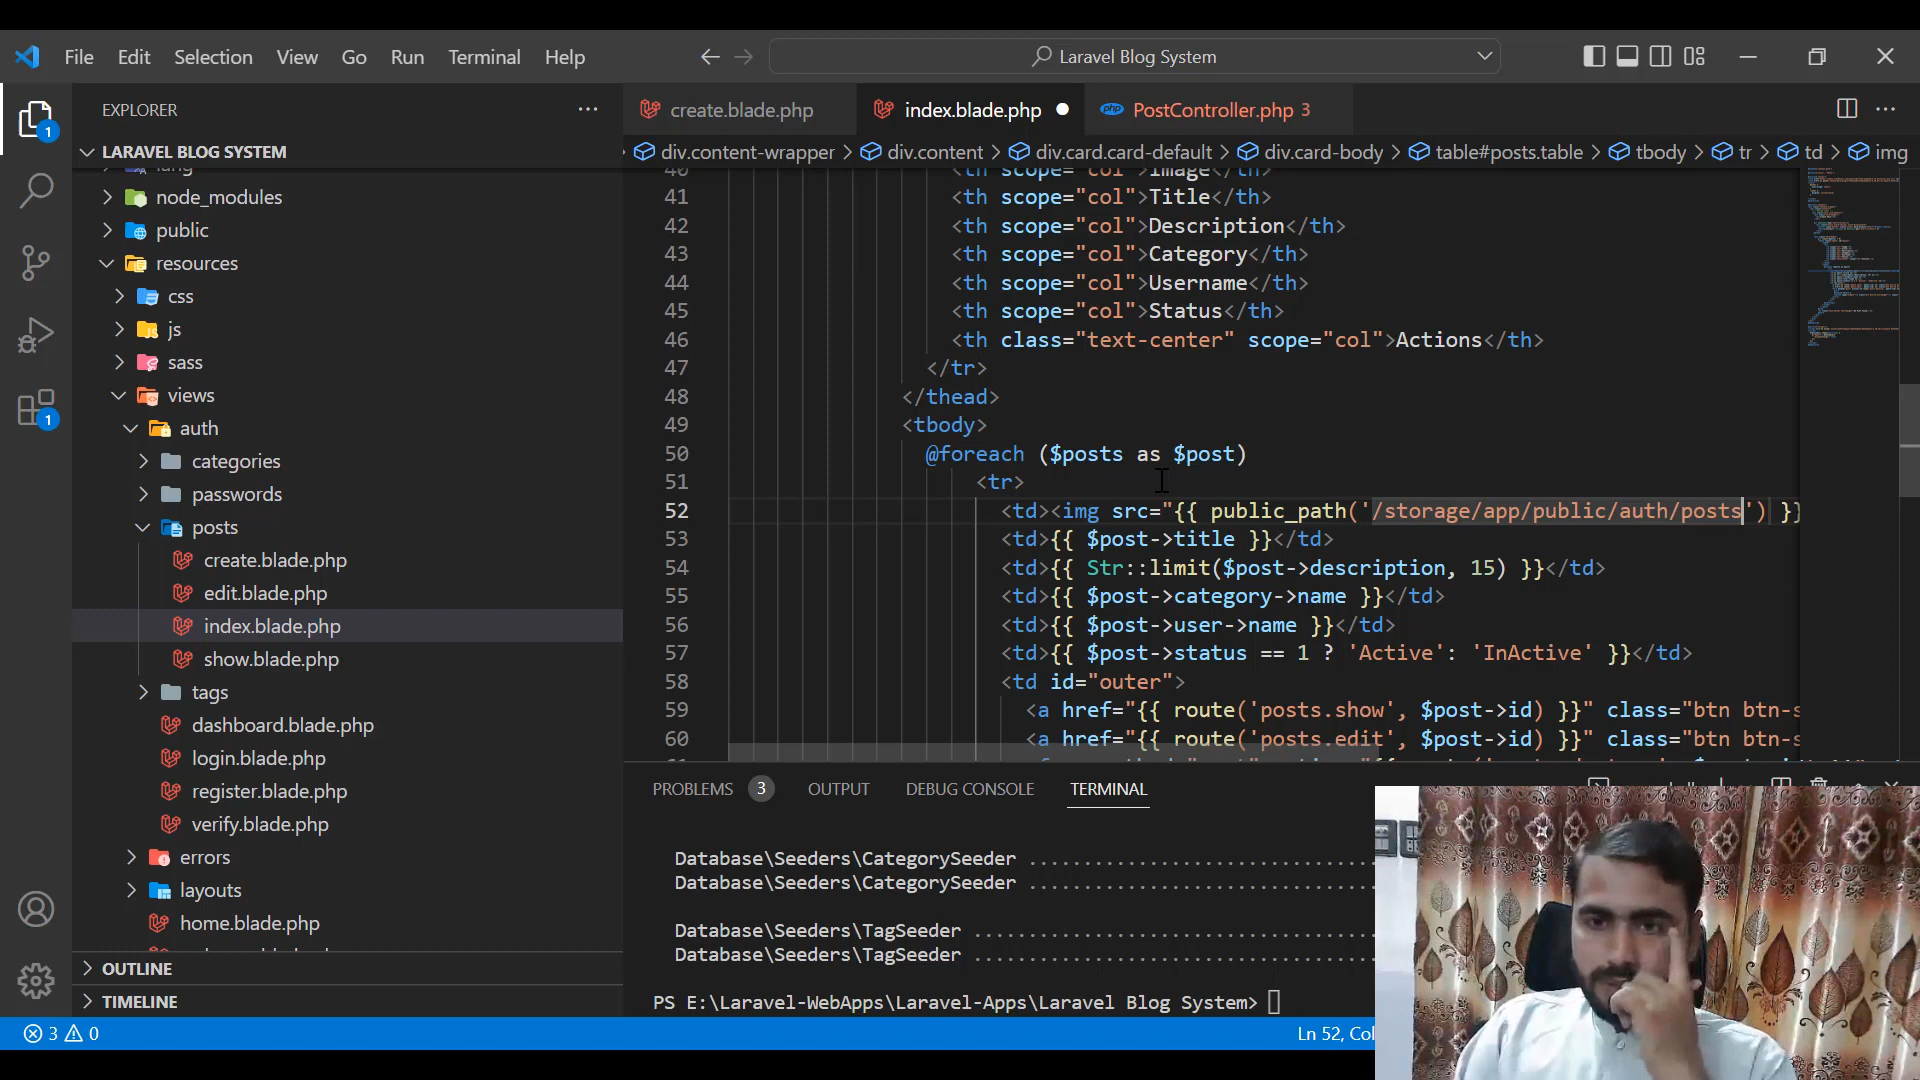 File Edit Selection View Go Run Terminal Help
Laravel Blog System
EXPLORER
create.blade.php index.blade.php PostController.php 3
LARAVEL BLOG SYSTEM
div.content-wrapper > div.content > div.card.card-default > div.card-body > table#posts.table > tbody > tr > td > img
node_modules
public
resources
css
js
sass
views
auth
categories
passwords
posts
create.blade.php
edit.blade.php
index.blade.php
show.blade.php
tags
dashboard.blade.php
login.blade.php
register.blade.php
verify.blade.php
errors
layouts
home.blade.php
OUTLINE
TIMELINE
40 <th scope="col">Image</th>
41 <th scope="col">Title</th>
42 <th scope="col">Description</th>
43 <th scope="col">Category</th>
44 <th scope="col">Username</th>
45 <th scope="col">Status</th>
46 <th class="text-center" scope="col">Actions</th>
47 </tr>
48 </thead>
49 <tbody>
50 @foreach ($posts as $post)
51 <tr>
52 <td><img src="{{ public_path('/storage/app/public/auth/posts') }}
53 <td>{{ $post->title }}</td>
54 <td>{{ Str::limit($post->description, 15) }}</td>
55 <td>{{ $post->category->name }}</td>
56 <td>{{ $post->user->name }}</td>
57 <td>{{ $post->status == 1 ? 'Active': 'InActive' }}</td>
58 <td id="outer">
59 <a href="{{ route('posts.show', $post->id) }}" class="btn btn-s
60 <a href="{{ route('posts.edit', $post->id) }}" class="btn btn-s
PROBLEMS 3 OUTPUT DEBUG CONSOLE TERMINAL
Database\Seeders\CategorySeeder ............................
Database\Seeders\CategorySeeder ............................
Database\Seeders\TagSeeder .................................
Database\Seeders\TagSeeder .................................
PS E:\Laravel-WebApps\Laravel-Apps\Laravel Blog System>
3 0
Ln 52, Col
1
1